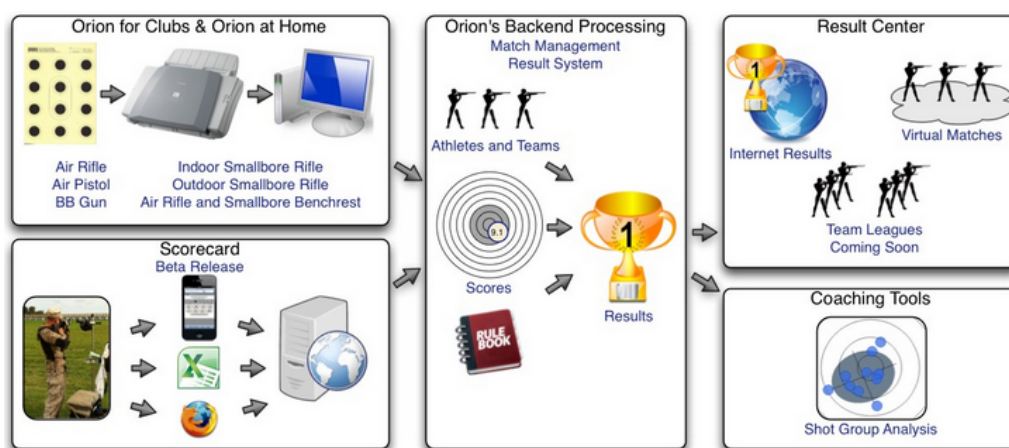 Orion for Clubs & Orion at Home
Air Rifle
Air Pistol
BB Gun
Indoor Smallbore Rifle
Outdoor Smallbore Rifle
Air Rifle and Smallbore Benchrest
Scorecard
Beta Release
Orion's Backend Processing
Match Management
Result System
Athletes and Teams
9.1
Scores
RULE
BOOK
1
Results
Result Center
1
Internet Results
Virtual Matches
Team Leagues
Coming Soon
Coaching Tools
Shot Group Analysis